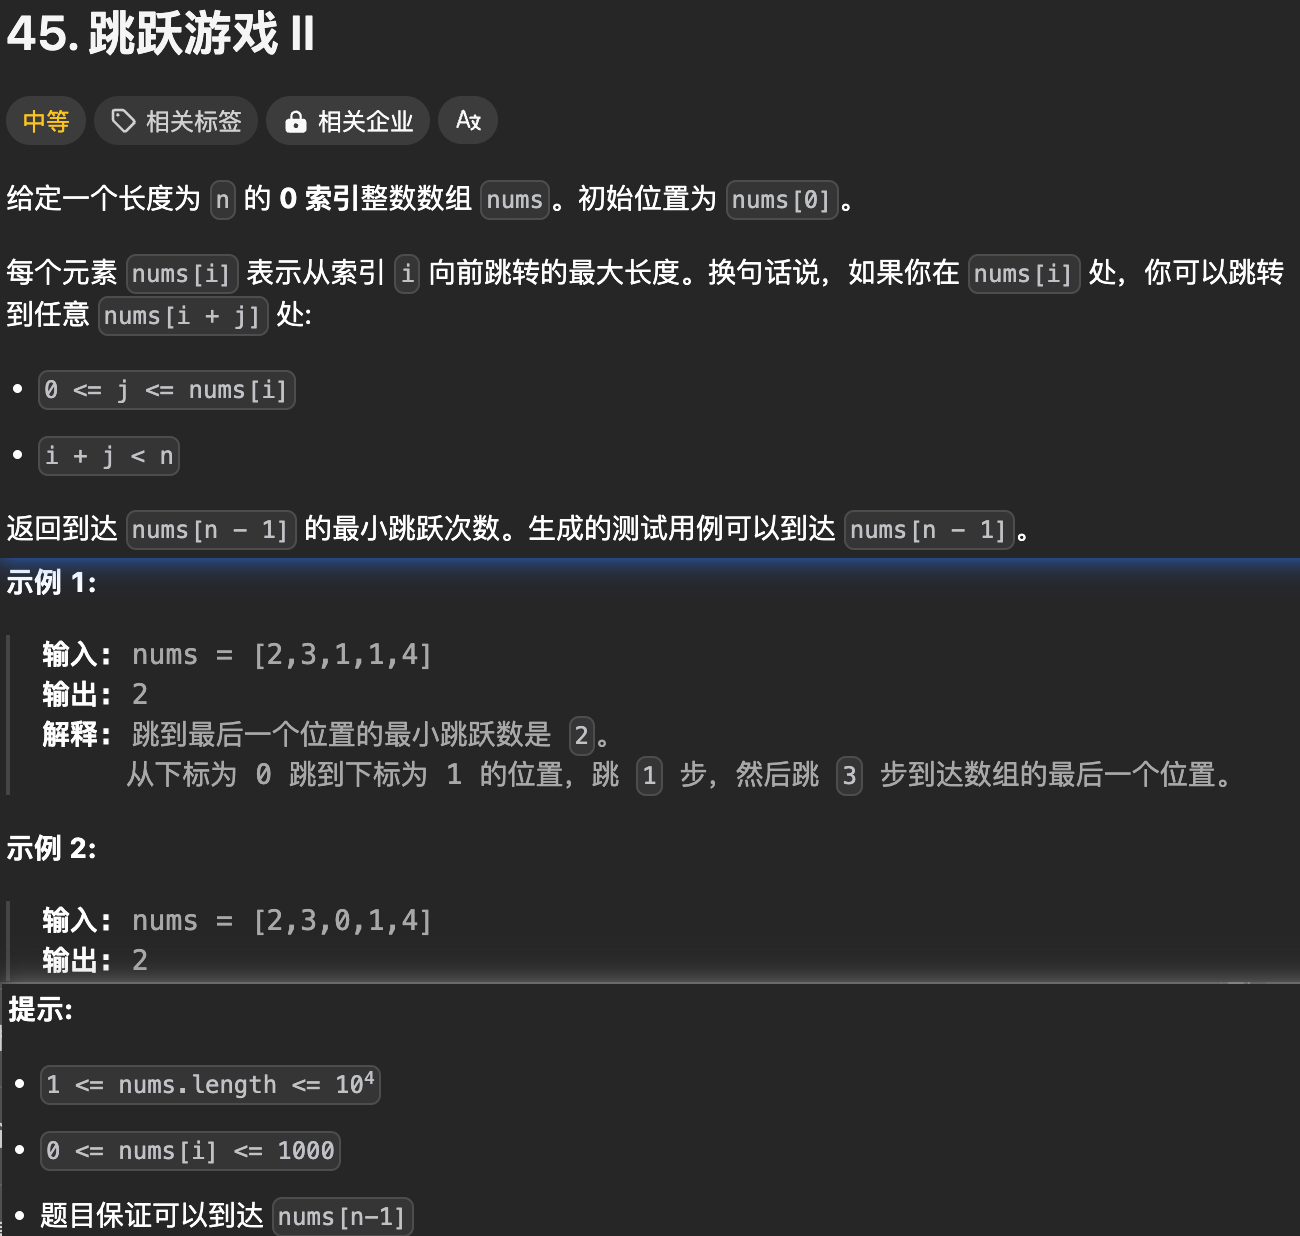 45. 跳跃游戏 II
中等 相关标签 相关企业 A文
给定一个长度为 n 的 0 索引整数数组 nums。初始位置为 nums[0]。
每个元素 nums[i] 表示从索引 i 向前跳转的最大长度。换句话说，如果你在 nums[i] 处，你可以跳转
到任意 nums[i + j] 处:
• 0 <= j <= nums[i]
• i + j < n
返回到达 nums[n - 1] 的最小跳跃次数。生成的测试用例可以到达 nums[n - 1]。
示例 1:
输入: nums = [2,3,1,1,4]
输出: 2
解释: 跳到最后一个位置的最小跳跃数是 2。
从下标为 0 跳到下标为 1 的位置，跳 1 步，然后跳 3 步到达数组的最后一个位置。
示例 2:
输入: nums = [2,3,0,1,4]
输出: 2
提示:
• 1 <= nums.length <= 10⁴
• 0 <= nums[i] <= 1000
• 题目保证可以到达 nums[n-1]